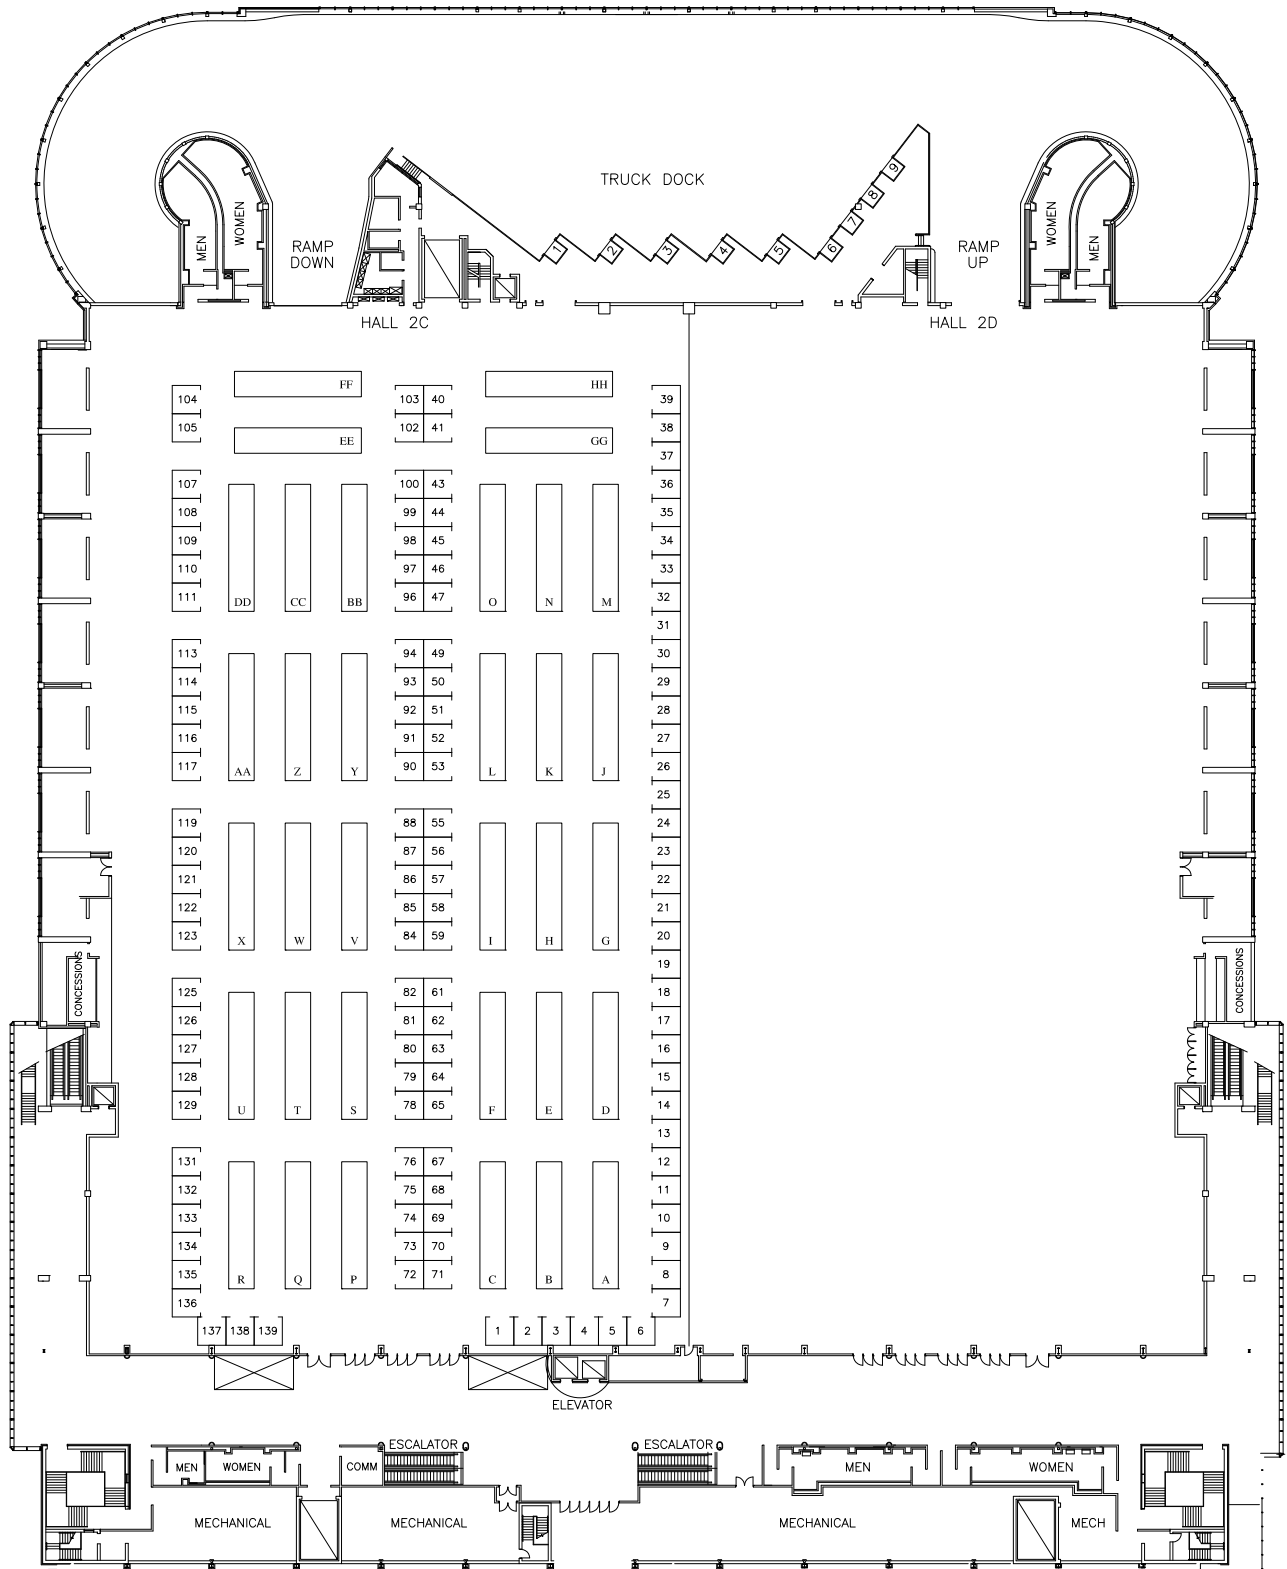 TRUCK DOCK
9
8
7
1
2
3
4
5
6
MEN
WOMEN
RAMP
DOWN
RAMP
UP
WOMEN
MEN
HALL 2C
HALL 2D
FF
HH
104
103 40
39
105
102 41
38
EE
GG
37
107
100 43
36
108
99 44
35
109
98 45
34
110
97 46
33
111
96 47
32
DD CC BB
O N M
31
113
94 49
30
114
93 50
29
115
92 51
28
116
91 52
27
117
90 53
26
AA Z Y
L K J
25
119
88 55
24
120
87 56
23
121
86 57
22
122
85 58
21
123
84 59
20
X W V
I H G
19
CONCESSIONS
CONCESSIONS
125
82 61
18
126
81 62
17
127
80 63
16
128
79 64
15
129
78 65
14
U T S
F E D
13
131
76 67
12
132
75 68
11
133
74 69
10
134
73 70
9
135
72 71
8
R Q P
C B A
136
7
137 138 139
1 2 3 4 5 6
ELEVATOR
ESCALATOR
ESCALATOR
MEN
WOMEN
COMM
MEN
WOMEN
MECHANICAL
MECHANICAL
MECHANICAL
MECH